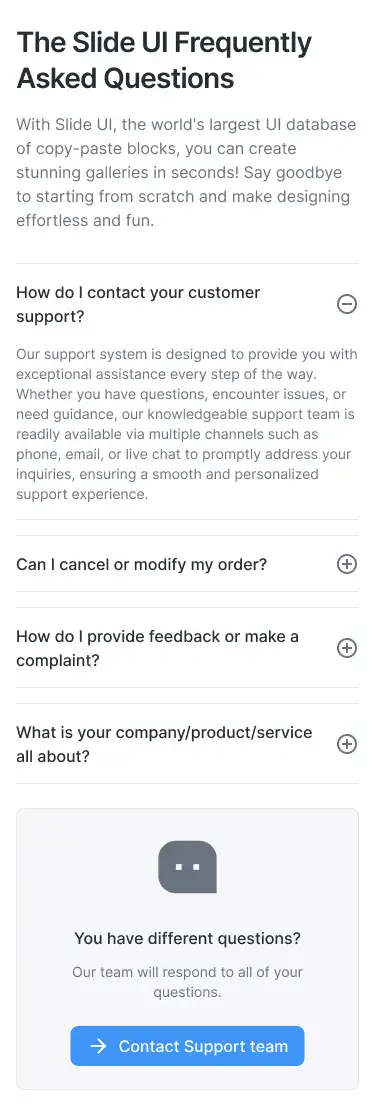 The Slide UI Frequently
Asked Questions
With Slide UI, the world's largest UI database
of copy-paste blocks, you can create
stunning galleries in seconds! Say goodbye
to starting from scratch and make designing
effortless and fun.
How do I contact your customer
support?
Our support system is designed to provide you with
exceptional assistance every step of the way.
Whether you have questions, encounter issues, or
need guidance, our knowledgeable support team is
readily available via multiple channels such as
phone, email, or live chat to promptly address your
inquiries, ensuring a smooth and personalized
support experience.
Can I cancel or modify my order?
How do I provide feedback or make a
complaint?
What is your company/product/service
all about?
You have different questions?
Our team will respond to all of your
questions.
Contact Support team